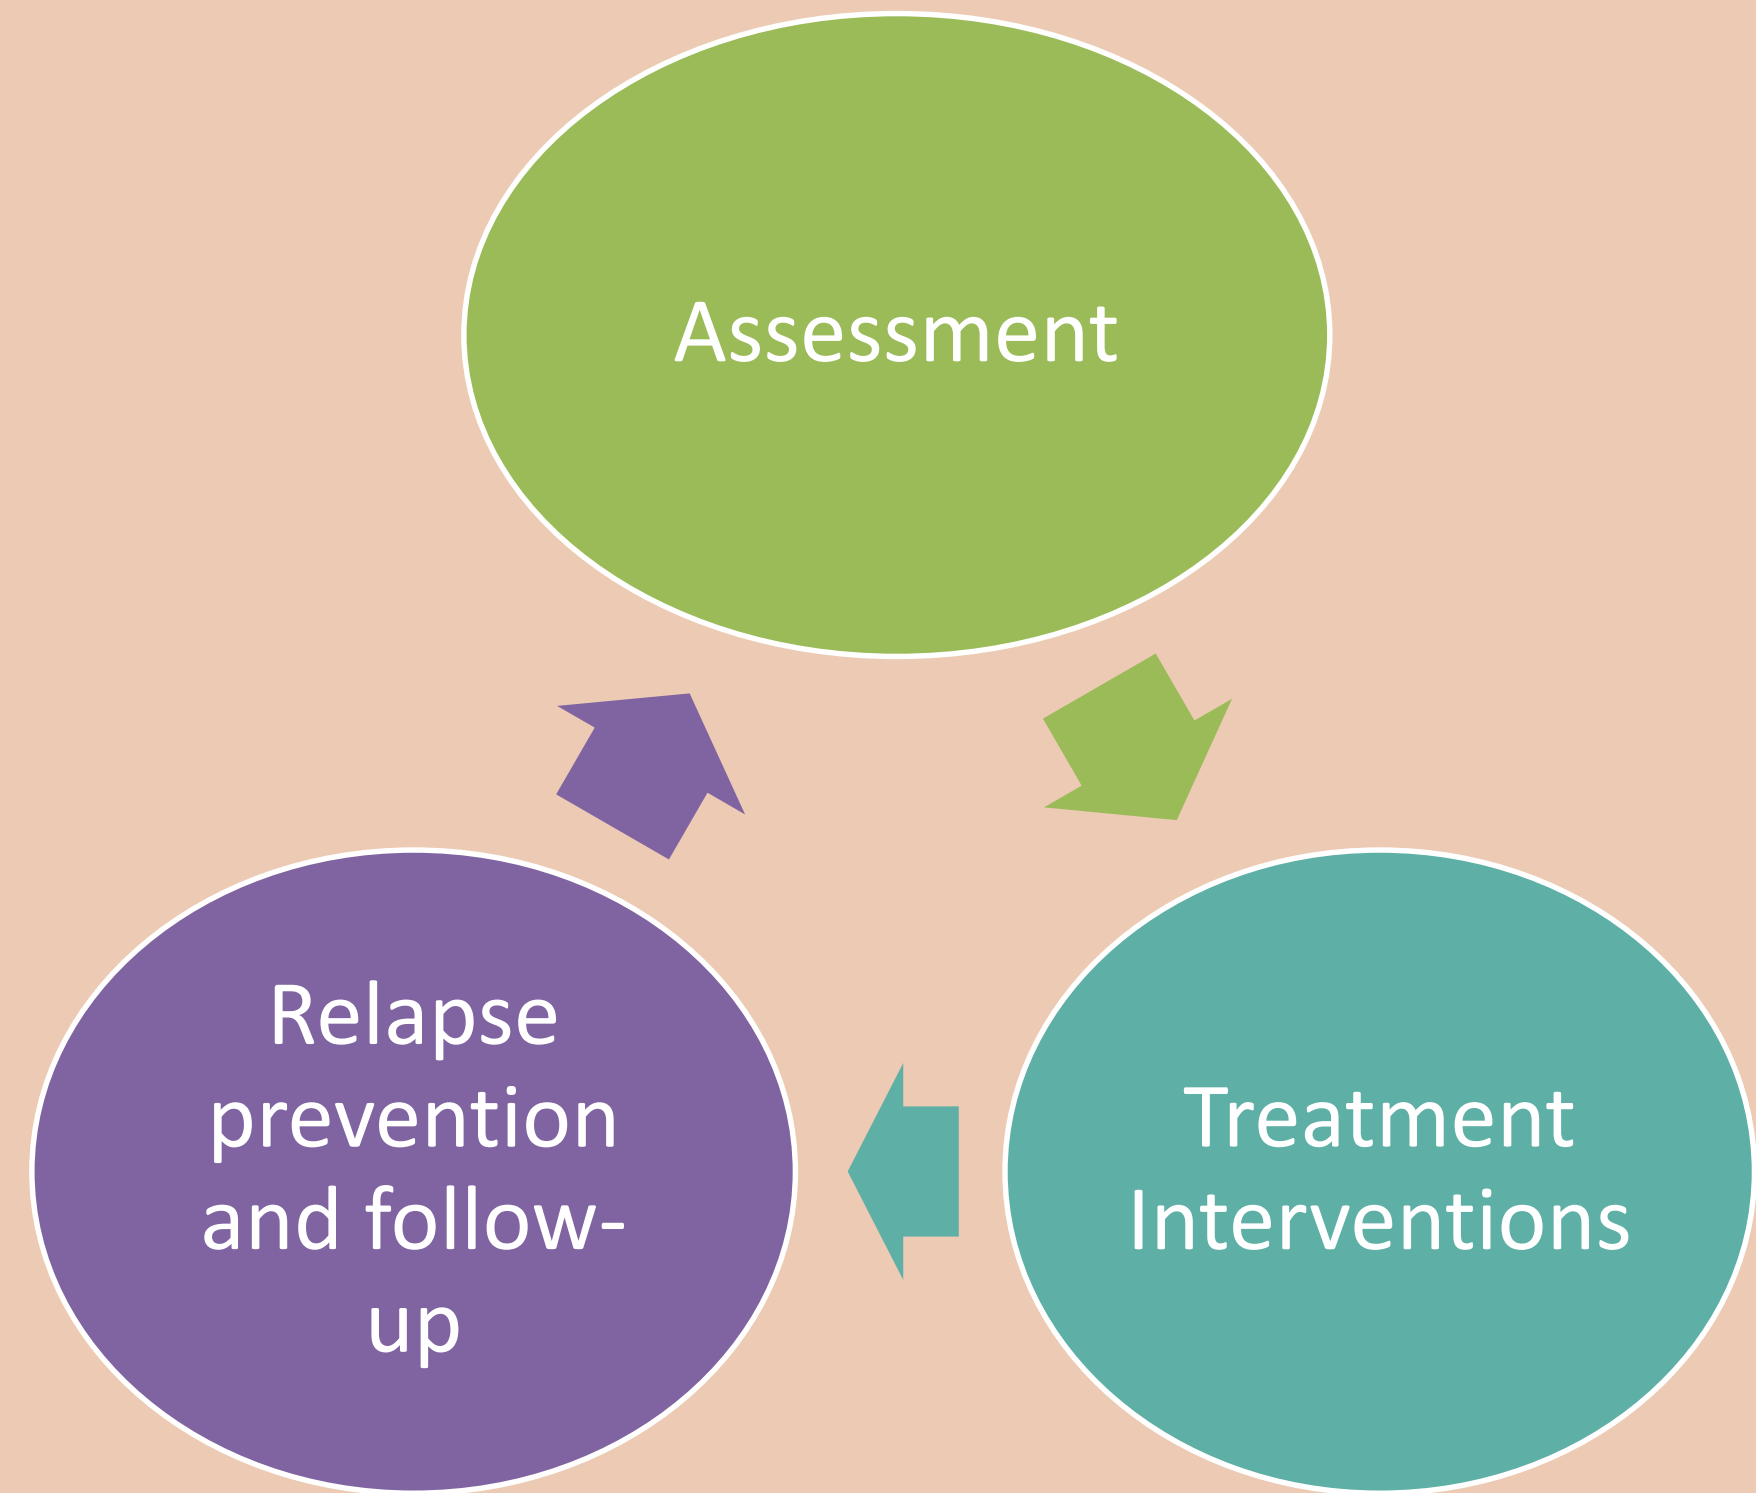 Assessment
Relapse
prevention
and follow-
up
Treatment
Interventions